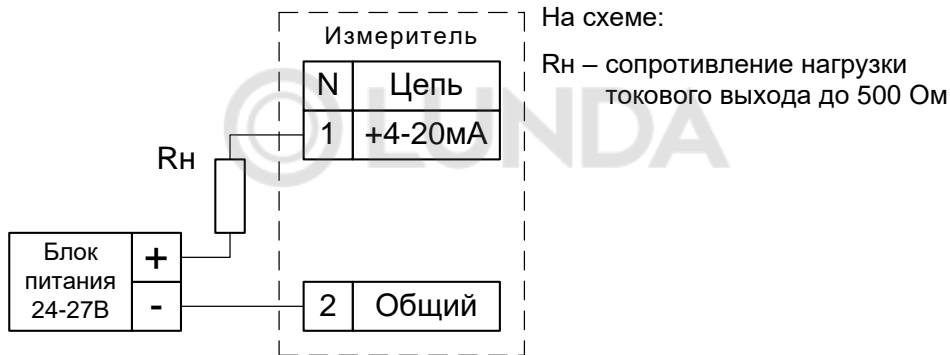 На схеме:
Измеритель
Rн – сопротивление нагрузки
токового выхода до 500 Ом
N Цепь
1 +4-20мА
Rн
Блок
питания
24-27В
+
-
2 Общий
LUNDA